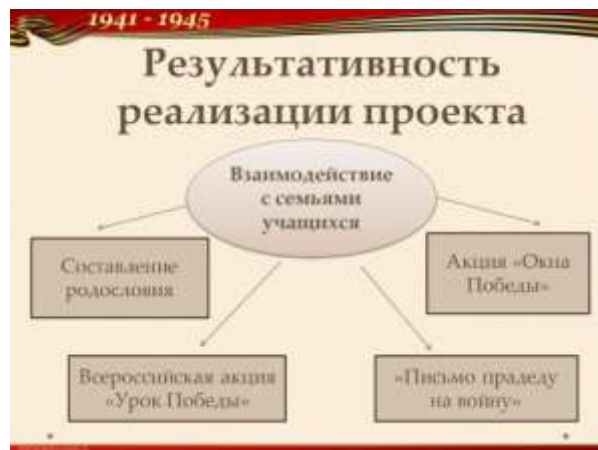 1941 - 1945
Результативность
реализации проекта
Взаимодействие
с семьями
учащихся
Составление
родословия
Акция «Окна
Победы»
Всероссийская акция
«Урок Победы»
«Письмо прадеду
на войну»